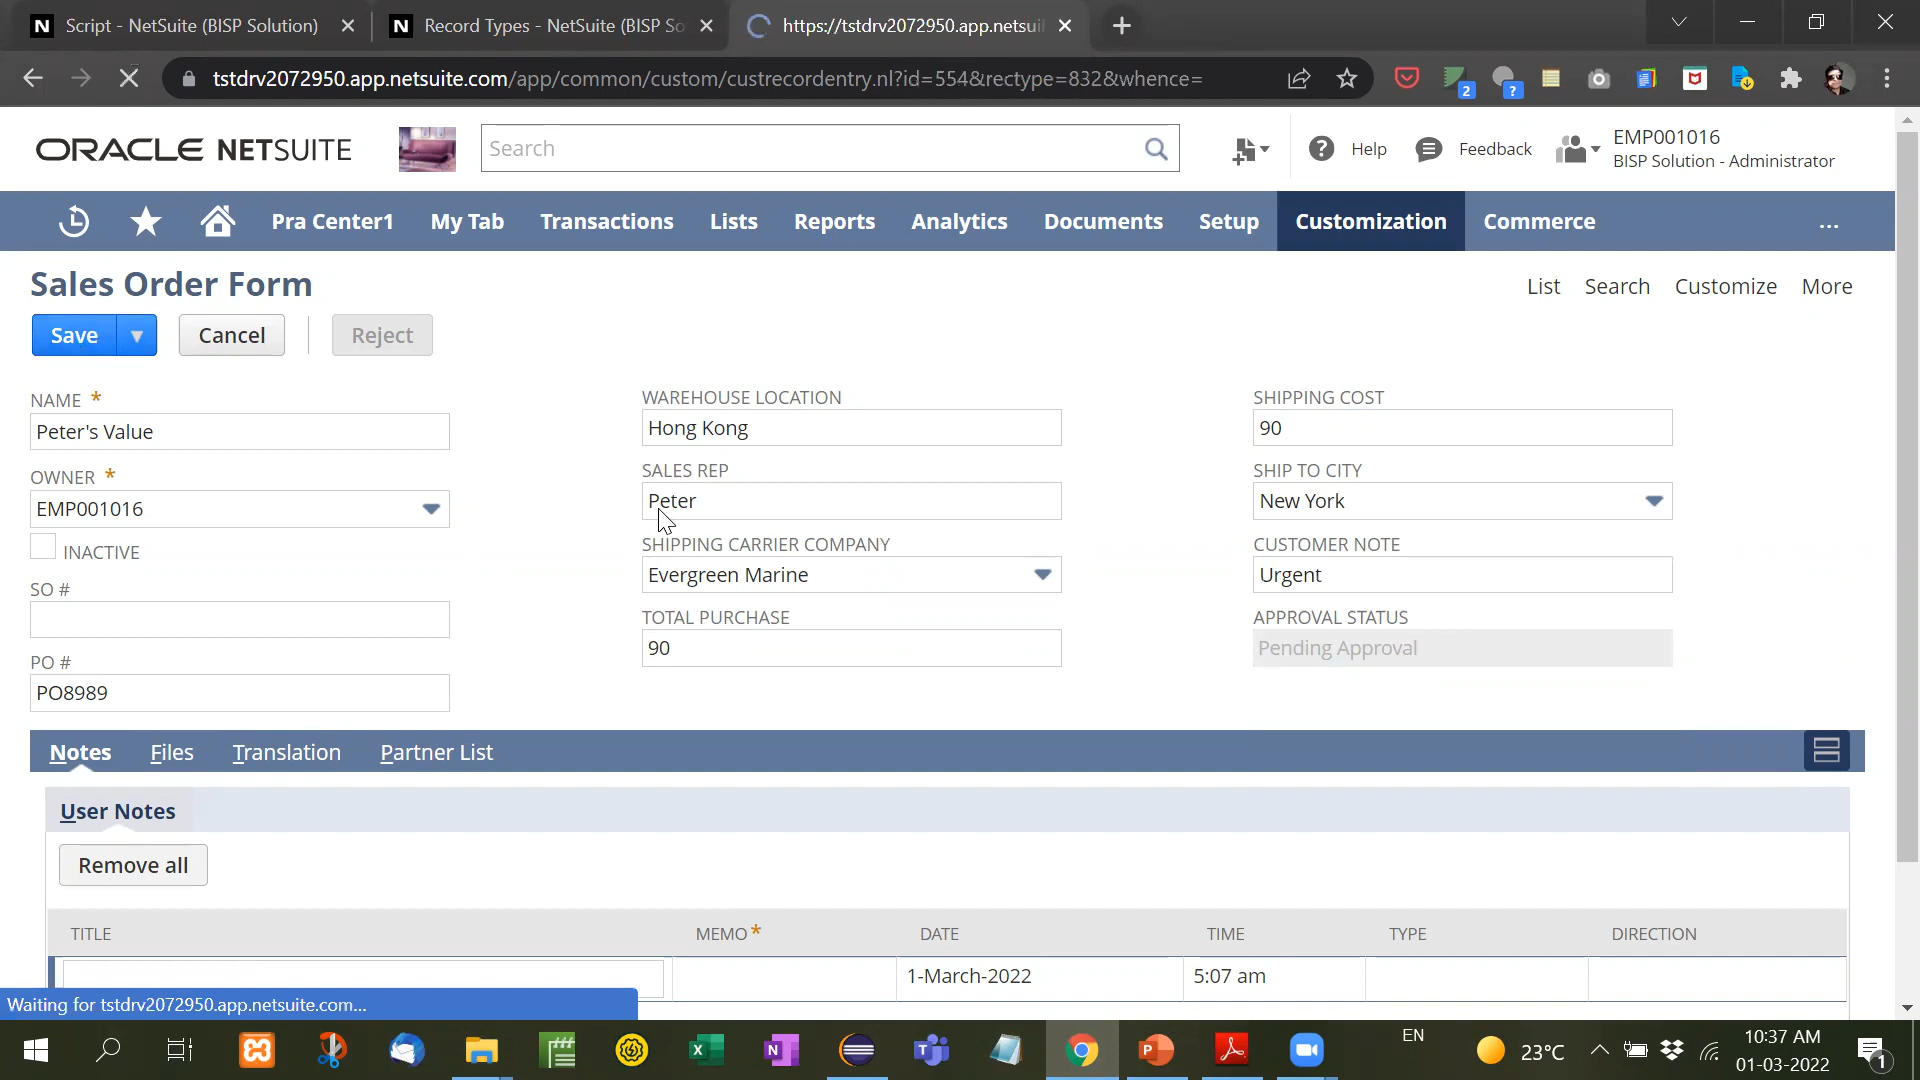 Script - NetSuite (BISP Solution)
Record Types - NetSuite (BISP So
https://tstdrv2072950.app.netsui
tstdrv2072950.app.netsuite.com/app/common/custom/custrecordentry.nl?id=554&rectype=832&whence=
2
?
ORACLE NETSUITE
Search
Help
Feedback
EMP001016
BISP Solution - Administrator
Pra Center1
My Tab
Transactions
Lists
Reports
Analytics
Documents
Setup
Customization
Commerce
...
Sales Order Form
List
Search
Customize
More
Save
Cancel
Reject
NAME *
Peter's Value
OWNER *
EMP001016
INACTIVE
SO #
PO #
PO8989
WAREHOUSE LOCATION
Hong Kong
SALES REP
Peter
SHIPPING CARRIER COMPANY
Evergreen Marine
TOTAL PURCHASE
90
SHIPPING COST
90
SHIP TO CITY
New York
CUSTOMER NOTE
Urgent
APPROVAL STATUS
Pending Approval
Notes
Files
Translation
Partner List
User Notes
Remove all
TITLE
MEMO *
DATE
TIME
TYPE
DIRECTION
1-March-2022
5:07 am
Waiting for tstdrv2072950.app.netsuite.com...
EN
23°C
10:37 AM
01-03-2022
1